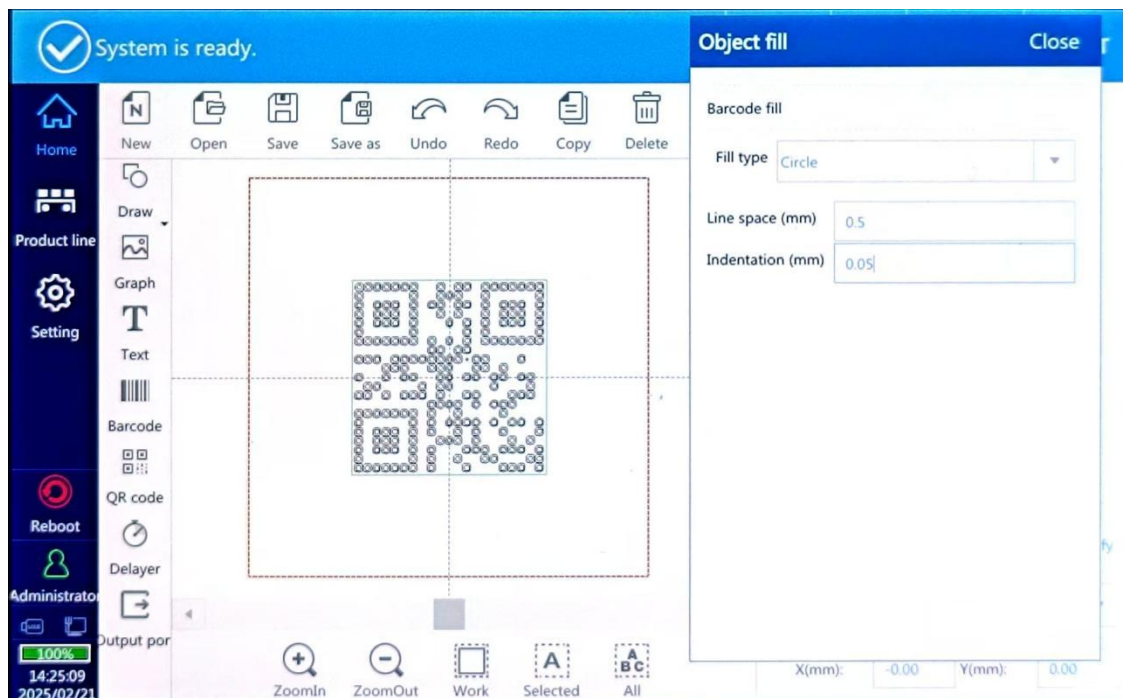 System is ready.
Object fill
Close
Home
Product line
Setting
Reboot
Administrato
100%
14:25:09
2025/02/21
N
New
Open
Save
Save as
Undo
Redo
Copy
Delete
Draw
Graph
T
Text
Barcode
QR code
Delayer
Output por
Barcode fill
Fill type
Circle
Line space (mm)
0.5
Indentation (mm)
0.05
ZoomIn
ZoomOut
Work
A
Selected
A
B C
All
X(mm):
-0.00
Y(mm):
0.00